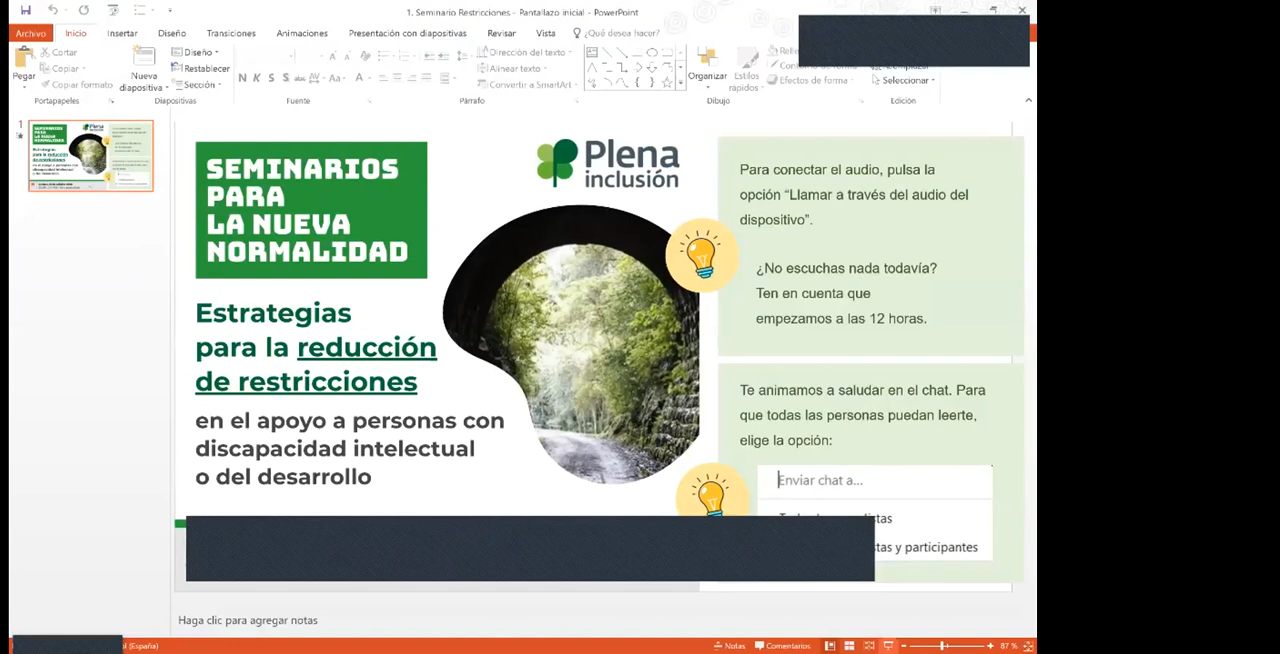 1. Seminario Restricciones - Pantallazo inicial - PowerPoint
Archivo Inicio Insertar Diseño Transiciones Animaciones Presentación con diapositivas Revisar Vista ¿Qué desea hacer?
Pegar
Cortar
Copiar
Copiar formato
Portapapeles
Nueva
diapositiva
Diseño
Restablecer
Sección
Diapositivas
N K S S abc AV Aa A
Fuente
Dirección del texto
Alinear texto
Convertir a SmartArt
Párrafo
Organizar
Estilos
rápidos
Efectos de forma
Dibujo
Seleccionar
Edición
1
SEMINARIOS
PARA
LA NUEVA
NORMALIDAD
Plena
inclusión
Estrategias
para la reducción
de restricciones
en el apoyo a personas con
discapacidad intelectual
o del desarrollo
Para conectar el audio, pulsa la
opción “Llamar a través del audio del
dispositivo”.
¿No escuchas nada todavía?
Ten en cuenta que
empezamos a las 12 horas.
Te animamos a saludar en el chat. Para
que todas las personas puedan leerte,
elige la opción:
Enviar chat a...
y participantes
Haga clic para agregar notas
(España)
Notas Comentarios 87 %